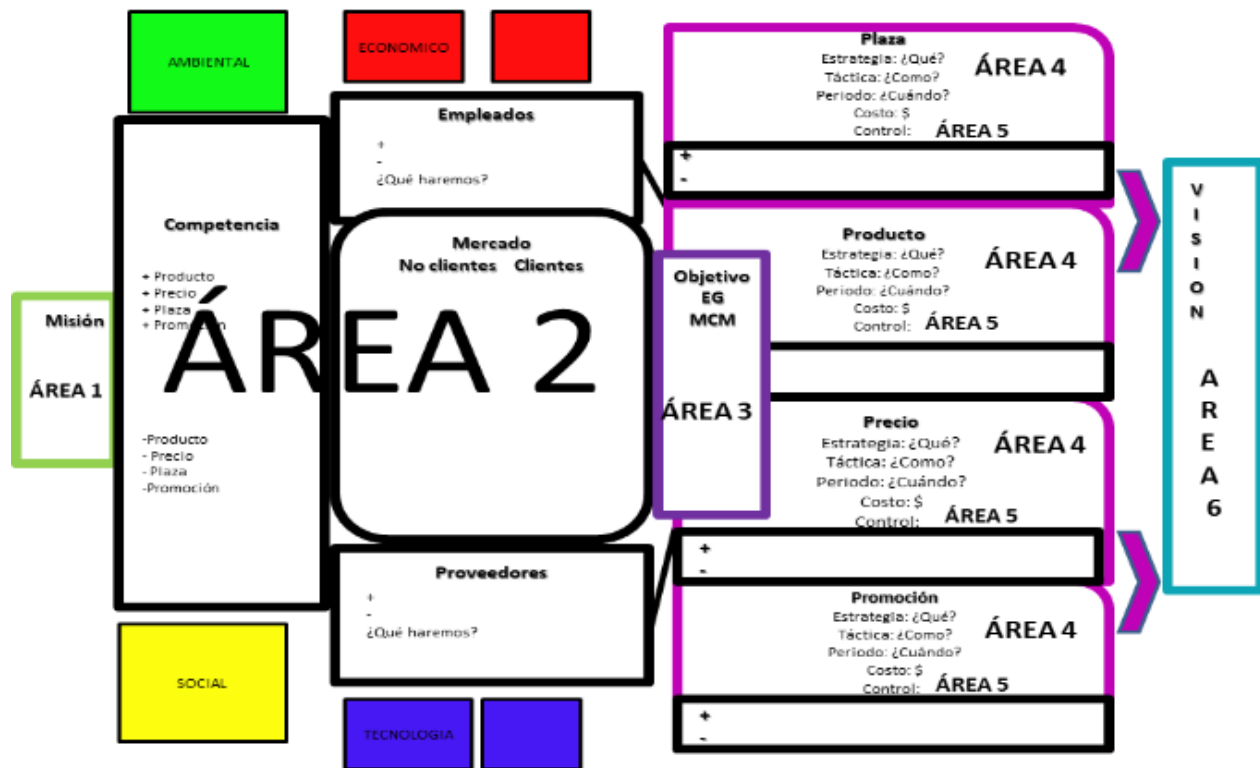 AMBIENTAL
ECONOMICO
Misión
ÁREA 1
Competencia
+ Producto
+ Precio
+ Plaza
+ Promoción
-Producto
- Precio
- Plaza
-Promoción
SOCIAL
Empleados
+
-
¿Qué haremos?
Mercado
No clientes Clientes
ÁREA 2
Proveedores
+
-
¿Qué haremos?
TECNOLOGIA
Objetivo
EG
MCM
ÁREA 3
Plaza
Estrategia: ¿Qué?
Táctica: ¿Como?
Periodo: ¿Cuándo?
Costo: $
Control:
ÁREA 4
ÁREA 5
+
-
Producto
Estrategia: ¿Qué?
Táctica: ¿Como?
Periodo: ¿Cuándo?
Costo: $
Control:
ÁREA 4
ÁREA 5
Precio
Estrategia: ¿Qué?
Táctica: ¿Como?
Periodo: ¿Cuándo?
Costo: $
Control:
ÁREA 4
ÁREA 5
+
-
Promoción
Estrategia: ¿Qué?
Táctica: ¿Como?
Periodo: ¿Cuándo?
Costo: $
Control:
ÁREA 4
ÁREA 5
+
-
VISION
AREA 6